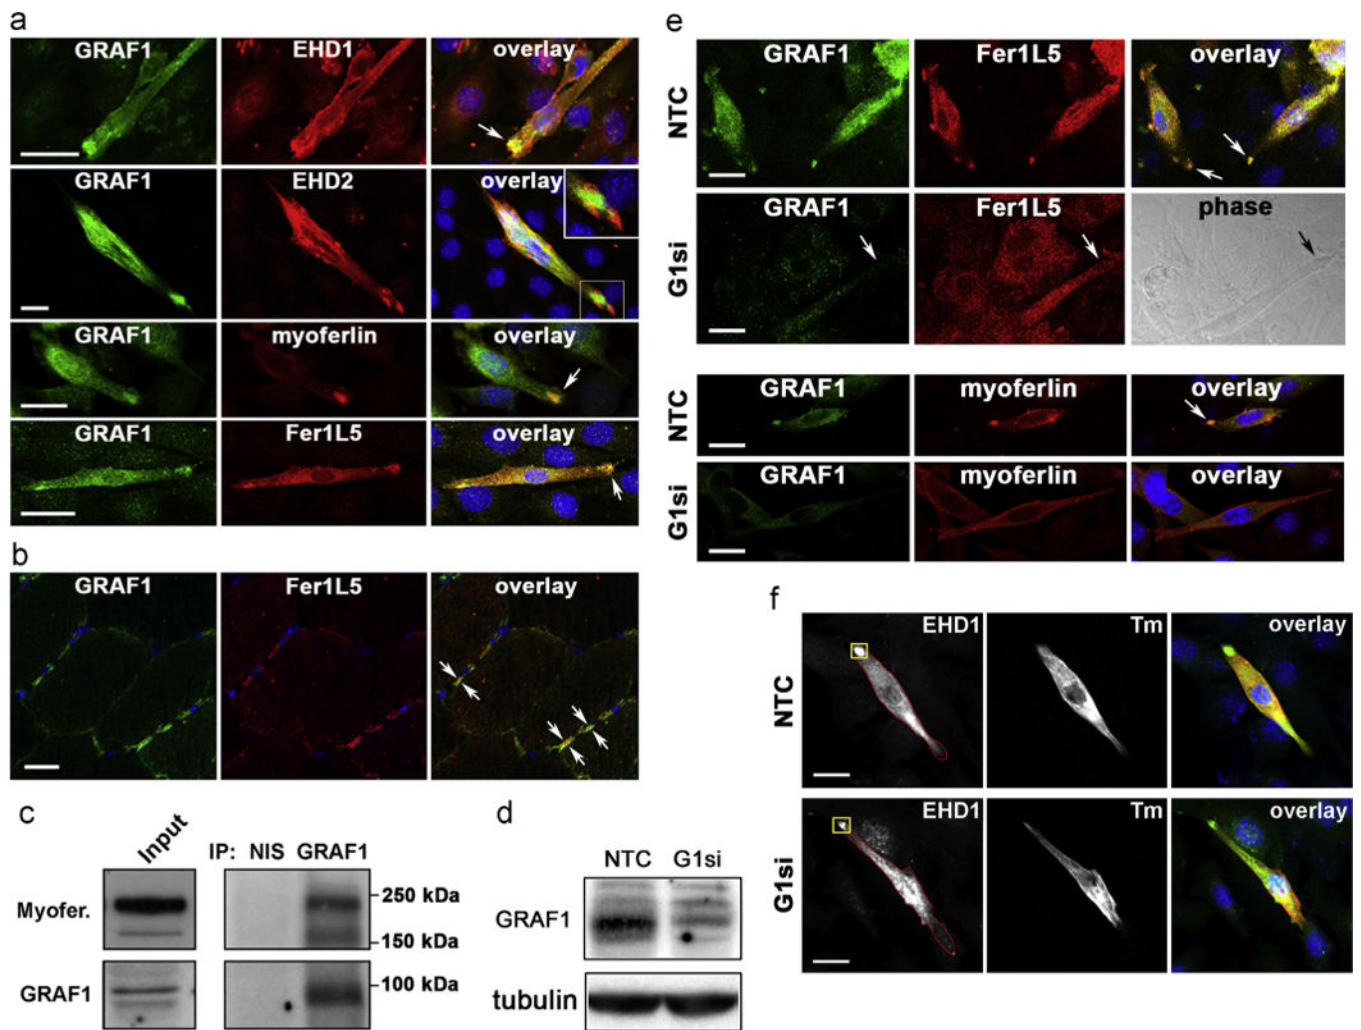 a
GRAF1 EHD1 overlay
GRAF1 EHD2 overlay
GRAF1 myoferlin overlay
GRAF1 Fer1L5 overlay
b
GRAF1 Fer1L5 overlay
c
Input IP: NIS GRAF1
Myofer.
250 kDa
150 kDa
GRAF1
100 kDa
d
NTC G1si
GRAF1
tubulin
e
NTC
GRAF1 Fer1L5 overlay
G1si
GRAF1 Fer1L5 phase
NTC
GRAF1 myoferlin overlay
G1si
GRAF1 myoferlin overlay
f
NTC
EHD1 Tm overlay
G1si
EHD1 Tm overlay